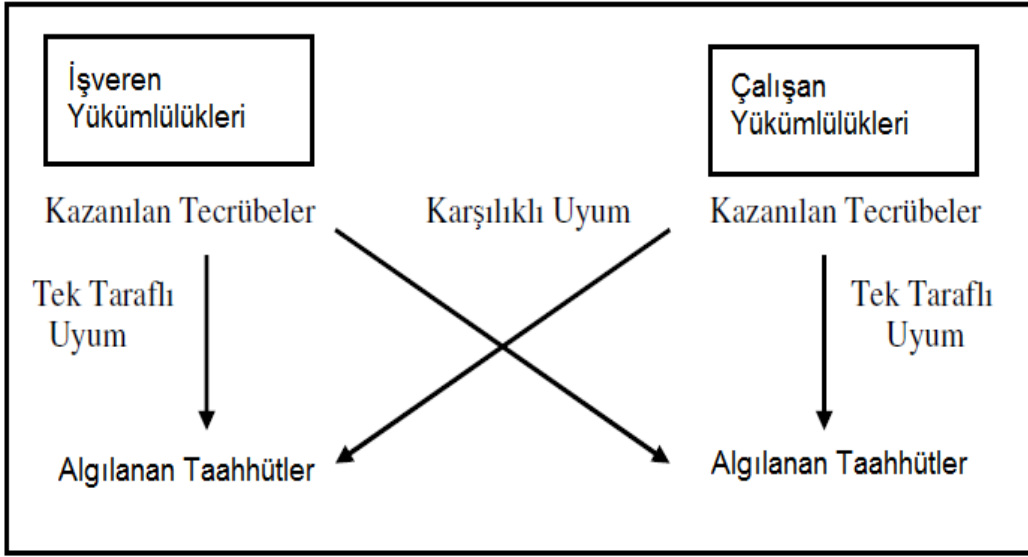 İşveren
Yükümlülükleri
Çalışan
Yükümlülükleri
Kazanılan Tecrübeler
Karşılıklı Uyum
Kazanılan Tecrübeler
Tek Taraflı
Uyum
Tek Taraflı
Uyum
Algılanan Taahhütler
Algılanan Taahhütler